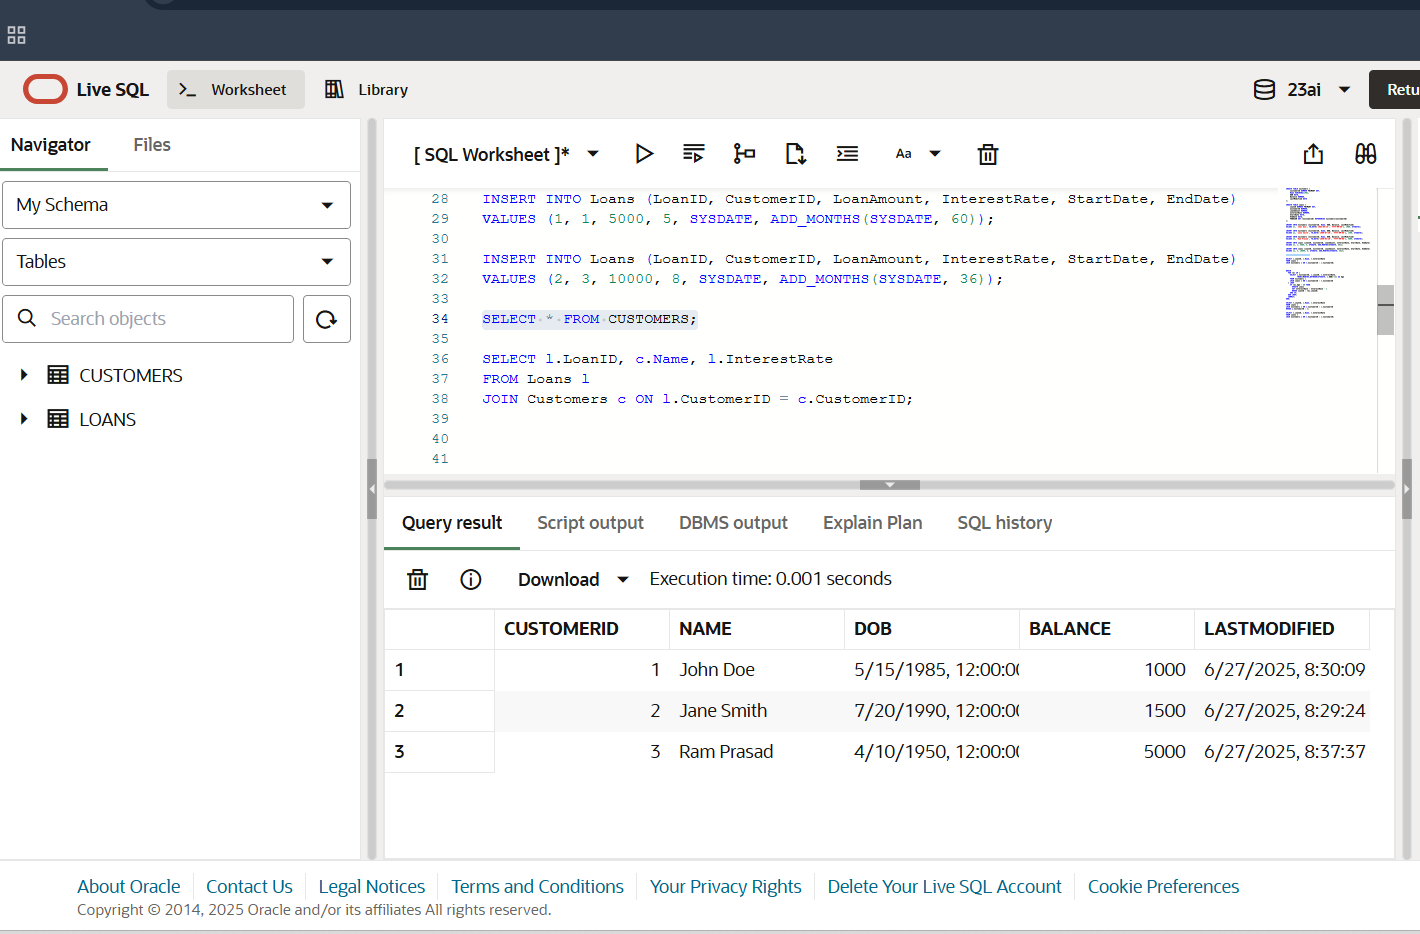 Live SQL
Worksheet
Library
23ai
Retu
Navigator
Files
My Schema
Tables
Search objects
CUSTOMERS
LOANS
[ SQL Worksheet ]*
Aa
28 INSERT INTO Loans (LoanID, CustomerID, LoanAmount, InterestRate, StartDate, EndDate)
29 VALUES (1, 1, 5000, 5, SYSDATE, ADD_MONTHS(SYSDATE, 60));
30
31 INSERT INTO Loans (LoanID, CustomerID, LoanAmount, InterestRate, StartDate, EndDate)
32 VALUES (2, 3, 10000, 8, SYSDATE, ADD_MONTHS(SYSDATE, 36));
33
34 SELECT * FROM CUSTOMERS;
35
36 SELECT l.LoanID, c.Name, l.InterestRate
37 FROM Loans l
38 JOIN Customers c ON l.CustomerID = c.CustomerID;
39
40
41
Query result
Script output
DBMS output
Explain Plan
SQL history
Download
Execution time: 0.001 seconds
CUSTOMERID NAME DOB BALANCE LASTMODIFIED
1 1 John Doe 5/15/1985, 12:00:00 1000 6/27/2025, 8:30:09
2 2 Jane Smith 7/20/1990, 12:00:00 1500 6/27/2025, 8:29:24
3 3 Ram Prasad 4/10/1950, 12:00:00 5000 6/27/2025, 8:37:37
About Oracle
Contact Us
Legal Notices
Terms and Conditions
Your Privacy Rights
Delete Your Live SQL Account
Cookie Preferences
Copyright © 2014, 2025 Oracle and/or its affiliates All rights reserved.